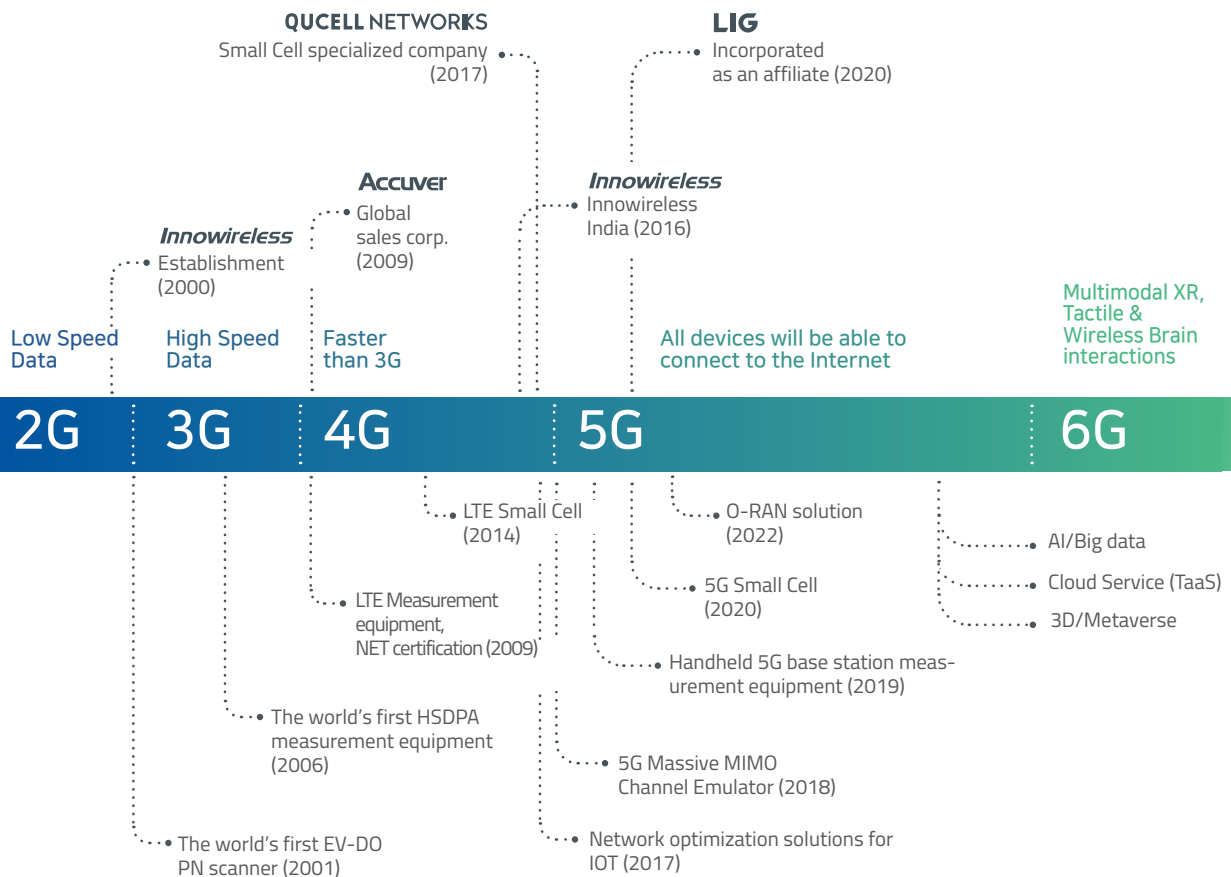 QUCELL NETWORKS
Small Cell specialized company
(2017)
LIG
Incorporated
as an affiliate (2020)
Accuver
Global
sales corp.
(2009)
Innowireless
Innowireless
India (2016)
Innowireless
Establishment
(2000)
Low Speed
Data
High Speed
Data
Faster
than 3G
All devices will be able to
connect to the Internet
Multimodal XR,
Tactile &
Wireless Brain
interactions
2G
3G
4G
5G
6G
LTE Small Cell
(2014)
O-RAN solution
(2022)
AI/Big data
Cloud Service (TaaS)
3D/Metaverse
5G Small Cell
(2020)
LTE Measurement
equipment,
NET certification (2009)
Handheld 5G base station meas-
urement equipment (2019)
The world's first HSDPA
measurement equipment
(2006)
5G Massive MIMO
Channel Emulator (2018)
The world's first EV-DO
PN scanner (2001)
Network optimization solutions for
IOT (2017)